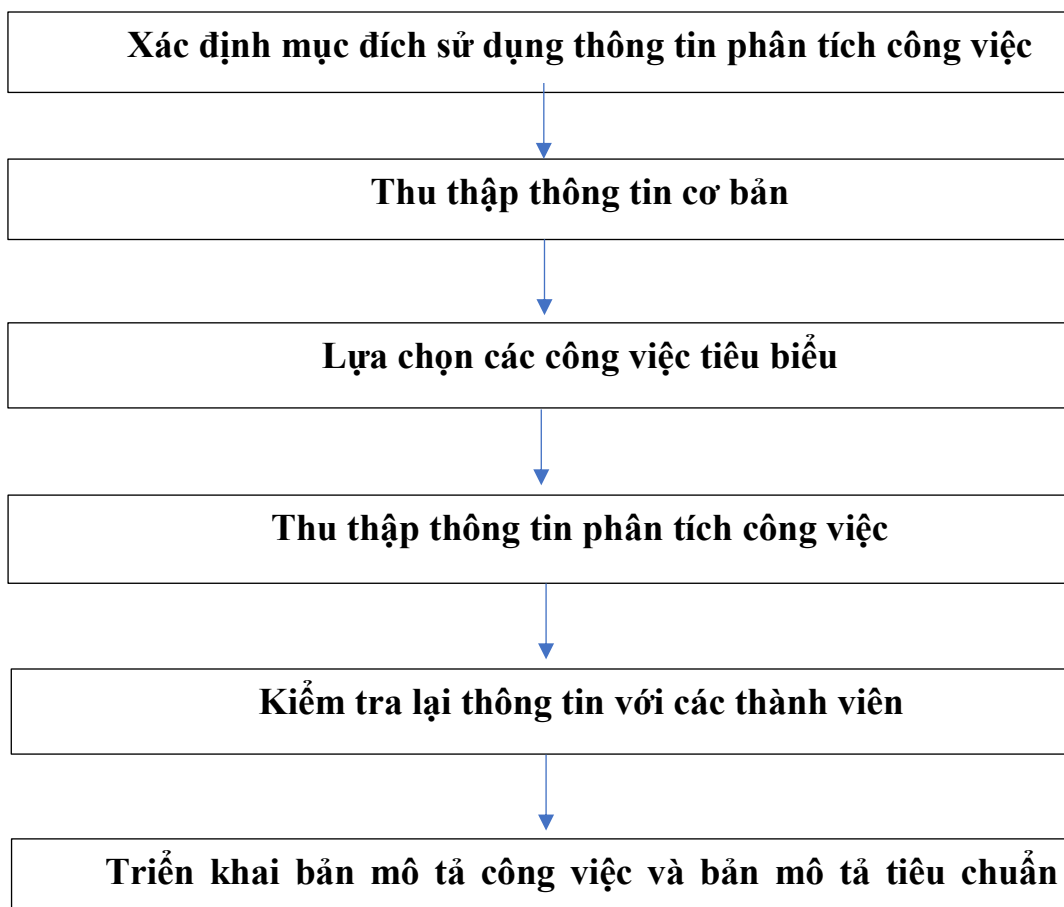 Xác định mục đích sử dụng thông tin phân tích công việc
Thu thập thông tin cơ bản
Lựa chọn các công việc tiêu biểu
Thu thập thông tin phân tích công việc
Kiểm tra lại thông tin với các thành viên
Triển khai bản mô tả công việc và bản mô tả tiêu chuẩn